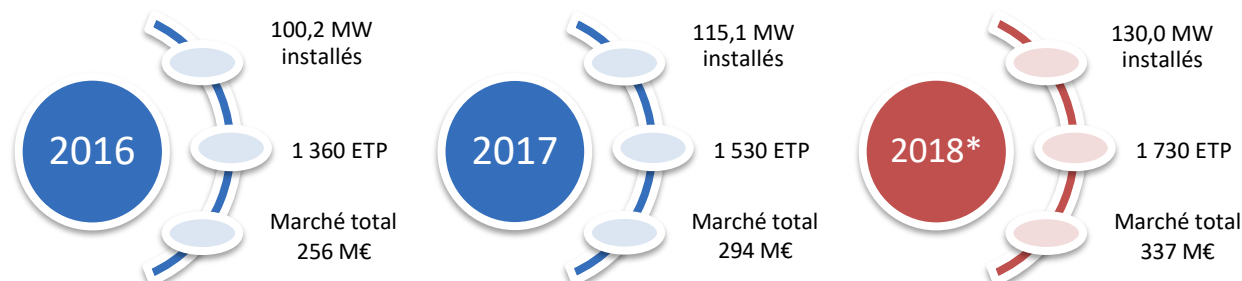 2016
100,2 MW
installés
1 360 ETP
Marché total
256 M€
2017
115,1 MW
installés
1 530 ETP
Marché total
294 M€
2018*
130,0 MW
installés
1 730 ETP
Marché total
337 M€